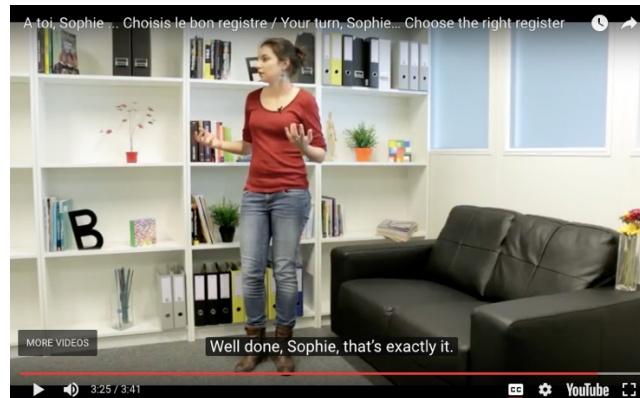 A toi, Sophie ... Choisis le bon registre / Your turn, Sophie... Choose the right register
B
MORE VIDEOS
Well done, Sophie, that's exactly it.
3:25 / 3:41
CC
YouTube